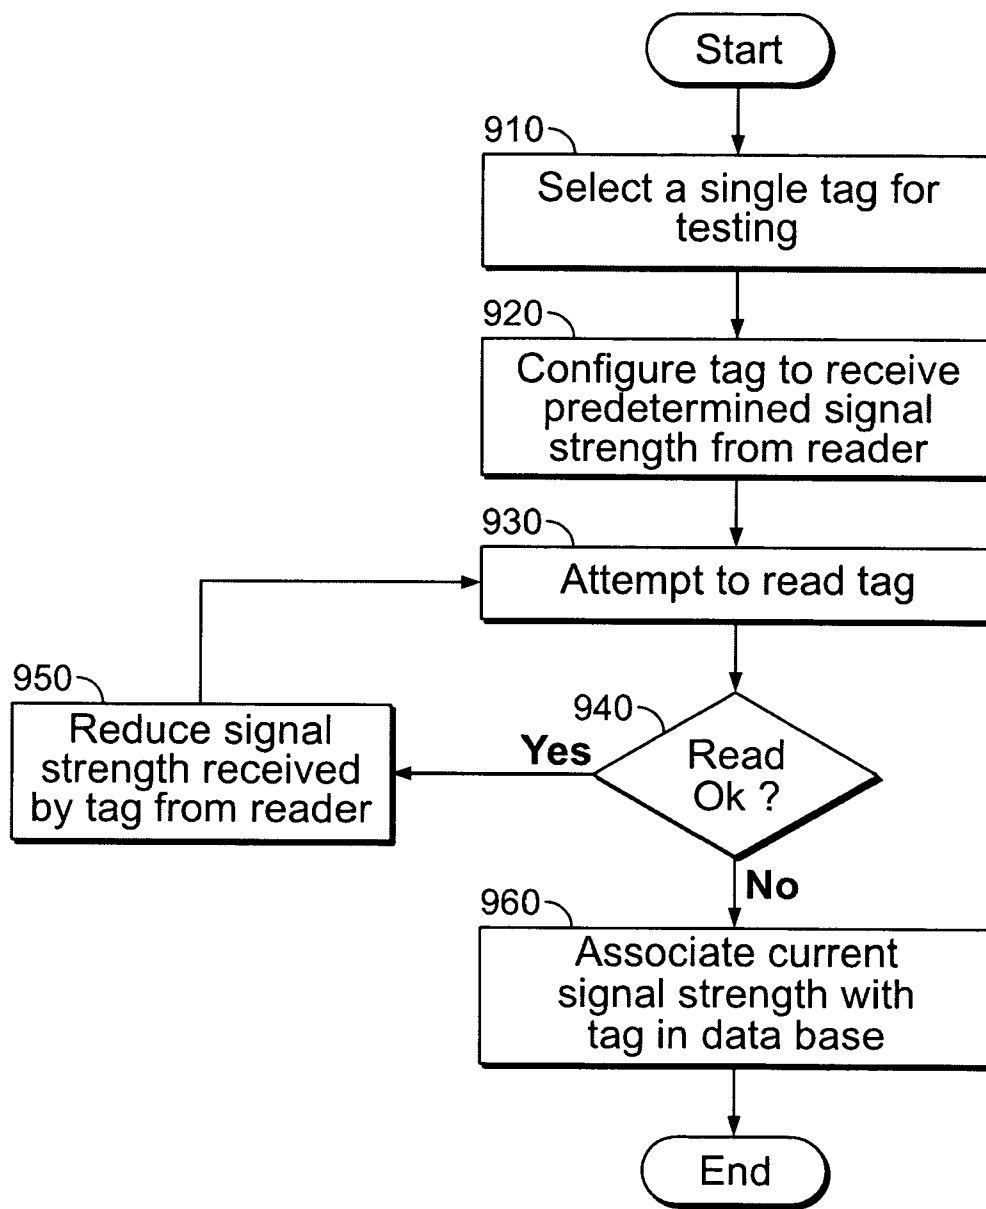 Start
910
Select a single tag for
testing
920
Configure tag to receive
predetermined signal
strength from reader
930
Attempt to read tag
950
Reduce signal
strength received
by tag from reader
940
Yes
Read
Ok ?
No
960
Associate current
signal strength with
tag in data base
End